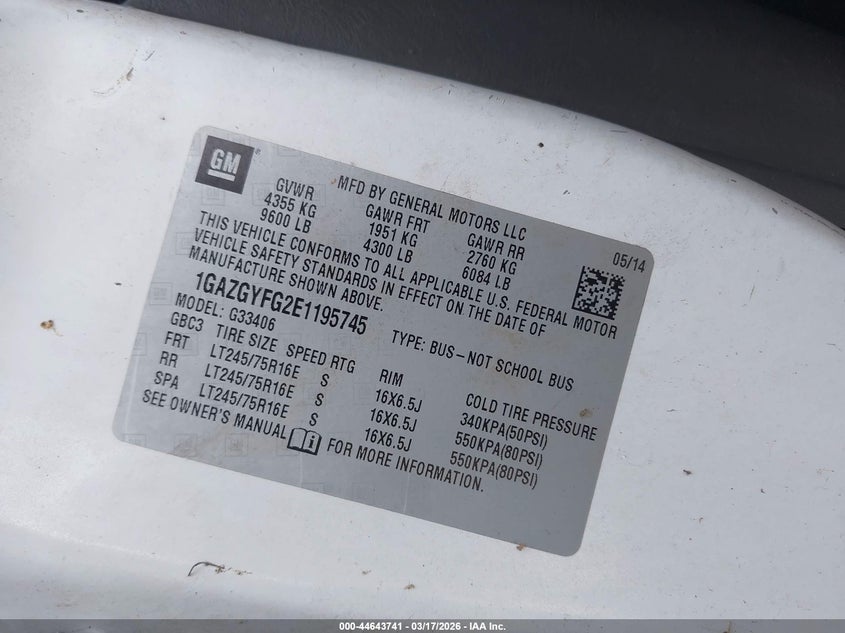 GM
MFD BY GENERAL MOTORS LLC
GVWR GAWR FRT GAWR RR
4355 KG 1951 KG 2760 KG
9600 LB 4300 LB 6084 LB
05/14
THIS VEHICLE CONFORMS TO ALL APPLICABLE U.S. FEDERAL MOTOR
VEHICLE SAFETY STANDARDS IN EFFECT ON THE DATE OF
MANUFACTURE SHOWN ABOVE.
1GAZGYFG2E1195745 TYPE: BUS–NOT SCHOOL BUS
MODEL: G33406
GBC3 TIRE SIZE SPEED RTG RIM COLD TIRE PRESSURE
FRT LT245/75R16E S 16X6.5J 340KPA(50PSI)
RR LT245/75R16E S 16X6.5J 550KPA(80PSI)
SPA LT245/75R16E S 16X6.5J 550KPA(80PSI)
SEE OWNER'S MANUAL FOR MORE INFORMATION.
000-44643741 - 03/17/2026 - IAA Inc.